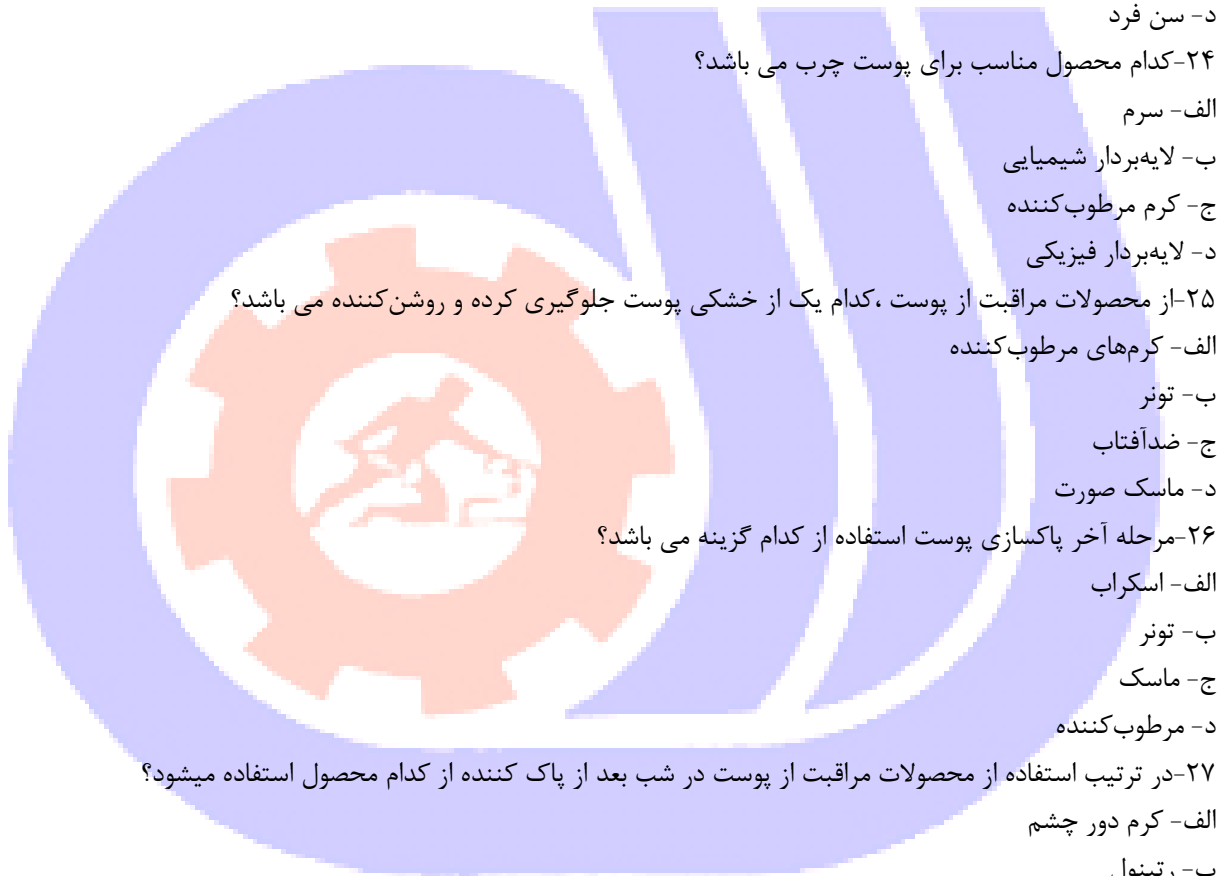 د- سن فرد
۲۴-کدام محصول مناسب برای پوست چرب می باشد؟
الف- سرم
ب- لایه‌بردار شیمیایی
ج- کرم مرطوب‌کننده
د- لایه‌بردار فیزیکی
۲۵-از محصولات مراقبت از پوست ،کدام یک از خشکی پوست جلوگیری کرده و روشن‌کننده می باشد؟
الف- کرم‌های مرطوب‌کننده
ب- تونر
ج- ضدآفتاب
د- ماسک صورت
۲۶-مرحله آخر پاکسازی پوست استفاده از کدام گزینه می باشد؟
الف- اسکراب
ب- تونر
ج- ماسک
د- مرطوب‌کننده
۲۷-در ترتیب استفاده از محصولات مراقبت از پوست در شب بعد از پاک کننده از کدام محصول استفاده میشود؟
الف- کرم دور چشم
ب- رتینول